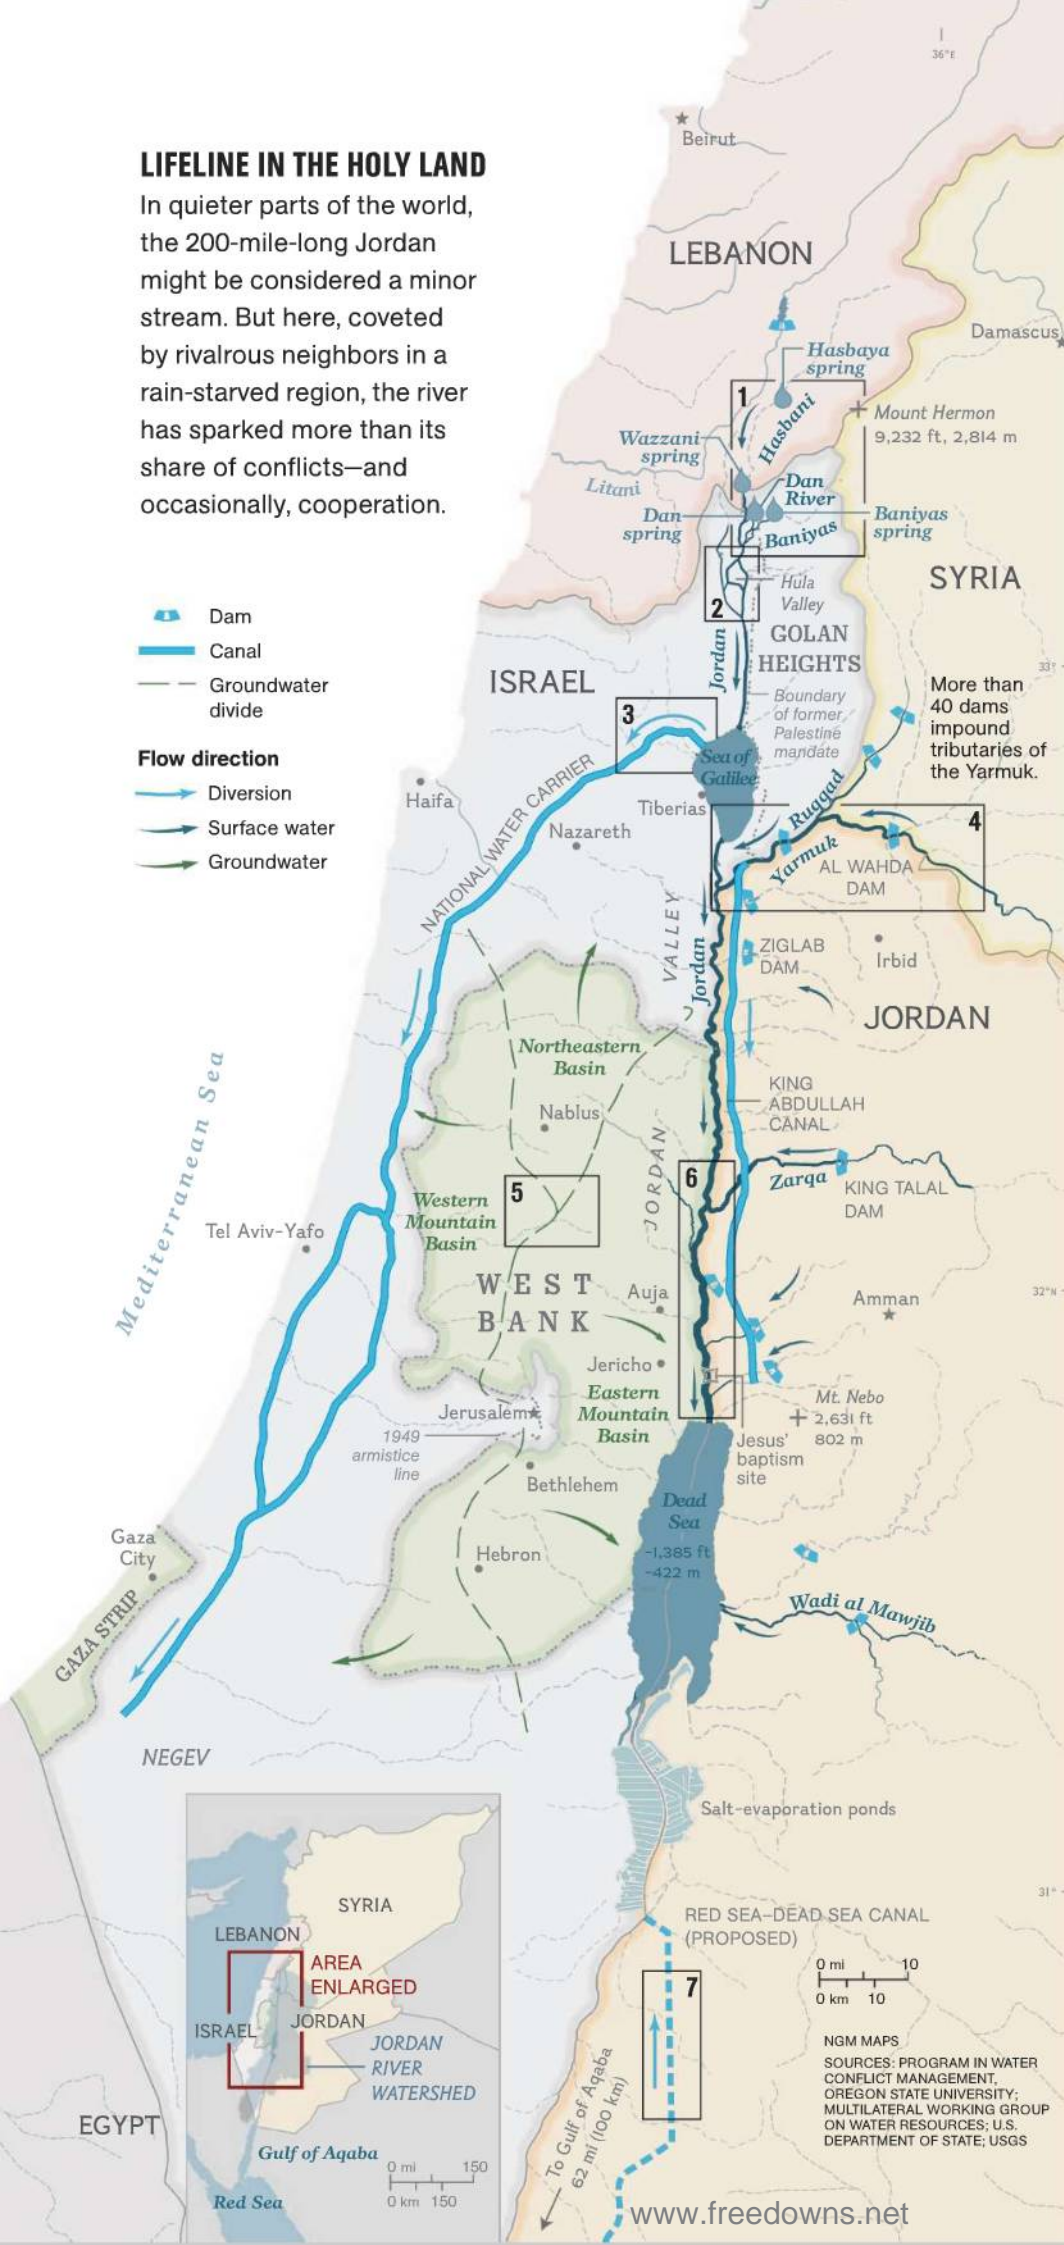 36°E
Beirut
LIFELINE IN THE HOLY LAND
In quieter parts of the world,
the 200-mile-long Jordan
might be considered a minor
stream. But here, coveted
by rivalrous neighbors in a
rain-starved region, the river
has sparked more than its
share of conflicts—and
occasionally, cooperation.
LEBANON
Damascus
Hasbaya
spring
1
Hasbani
Mount Hermon
9,232 ft, 2,814 m
Wazzani
spring
Litani
Dan
River
Dan
spring
Baniyas
Baniyas
spring
SYRIA
Hula
Valley
2
Dam
Canal
Groundwater
divide
Flow direction
Diversion
Surface water
Groundwater
GOLAN
HEIGHTS
Jordan
ISRAEL
33°
Boundary
of former
Palestine
mandate
More than
40 dams
impound
tributaries of
the Yarmuk.
3
Sea of
Galilee
Haifa
NATIONAL WATER CARRIER
Tiberias
Nazareth
Ruqqad
4
Yarmuk
AL WAHDA
DAM
VALLEY
Jordan
ZIGLAB
DAM
Irbid
JORDAN
Northeastern
Basin
Mediterranean Sea
KING
ABDULLAH
CANAL
Nablus
JORDAN
6
Zarqa
KING TALAL
DAM
5
Western
Mountain
Basin
Tel Aviv-Yafo
WEST
BANK
Auja
Amman
32°N
Jericho
Eastern
Mountain
Basin
Mt. Nebo
2,631 ft
802 m
Jerusalem
1949
armistice
line
Jesus'
baptism
site
Bethlehem
Dead
Sea
-1,385 ft
-422 m
Gaza
City
Hebron
GAZA STRIP
Wadi al Mawjib
NEGEV
Salt-evaporation ponds
31°
RED SEA–DEAD SEA CANAL
(PROPOSED)
0 mi 10
0 km 10
7
NGM MAPS
SOURCES: PROGRAM IN WATER
CONFLICT MANAGEMENT,
OREGON STATE UNIVERSITY;
MULTILATERAL WORKING GROUP
ON WATER RESOURCES; U.S.
DEPARTMENT OF STATE; USGS
To Gulf of Aqaba
62 mi (100 km)
SYRIA
LEBANON
AREA
ENLARGED
ISRAEL
JORDAN
JORDAN
RIVER
WATERSHED
EGYPT
Gulf of Aqaba
0 mi 150
0 km 150
Red Sea
www.freedowns.net